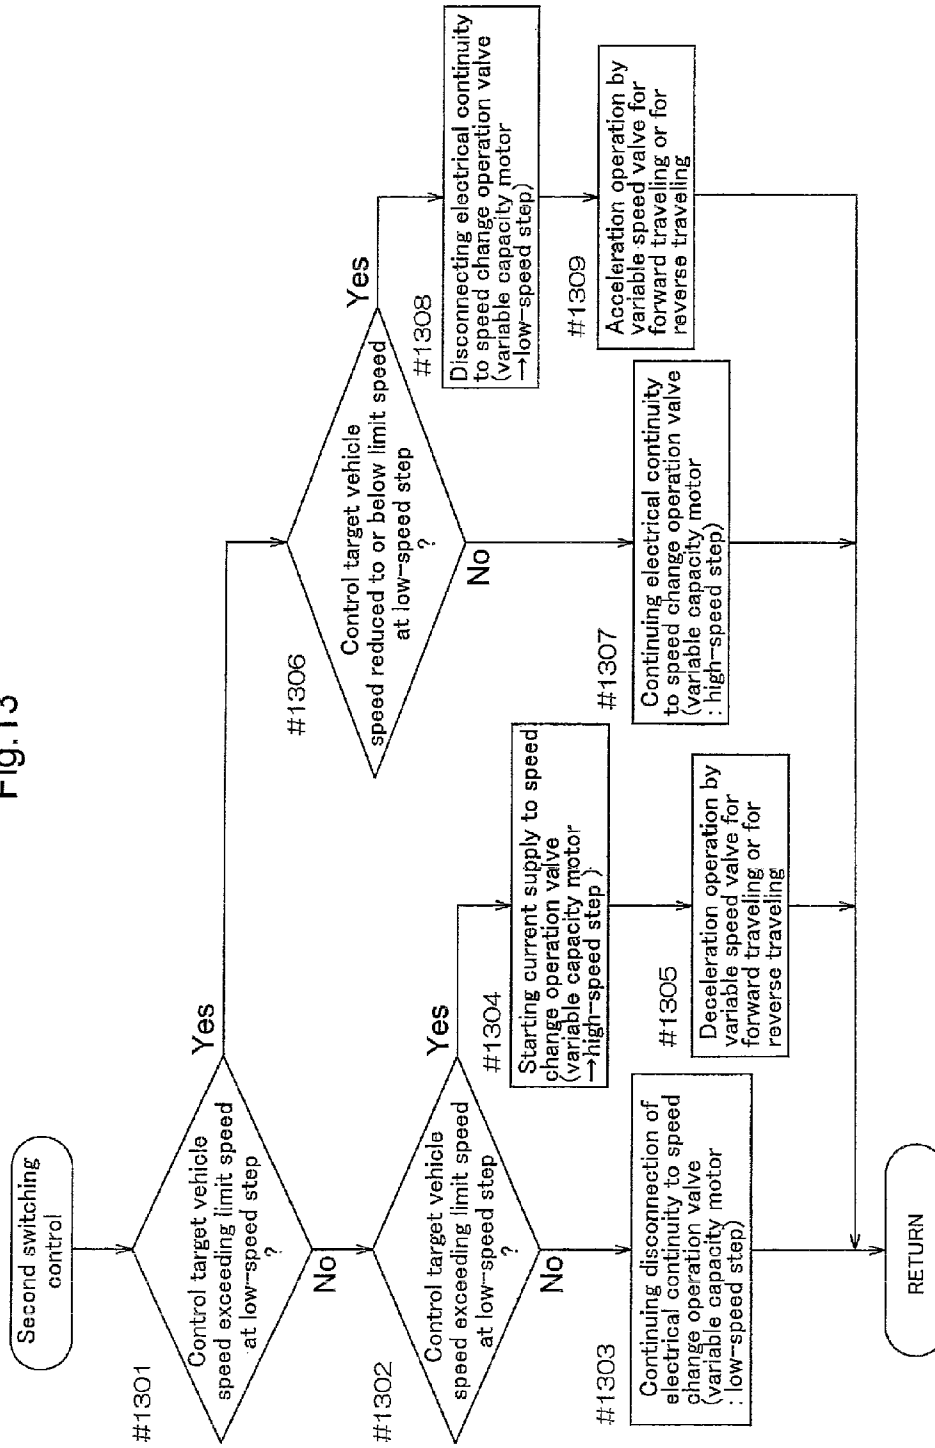 Fig.13
Second switching
control
#1301
Control target vehicle
speed exceeding limit speed
at low-speed step
?
Yes
No
#1302
Control target vehicle
speed exceeding limit speed
at low-speed step
?
Yes
No
#1303
Continuing disconnection of
electrical continuity to speed
change operation valve
(variable capacity motor
: low-speed step)
#1304
Starting current supply to speed
change operation valve
(variable capacity motor
→high-speed step )
#1305
Deceleration operation by
variable speed valve for
forward traveling or for
reverse traveling
#1306
Control target vehicle
speed reduced to or below limit speed
at low-speed step
?
Yes
No
#1307
Continuing electrical continuity
to speed change operation valve
(variable capacity motor
: high-speed step)
#1308
Disconnecting electrical continuity
to speed change operation valve
(variable capacity motor
→low-speed step)
#1309
Acceleration operation by
variable speed valve for
forward traveling or for
reverse traveling
RETURN